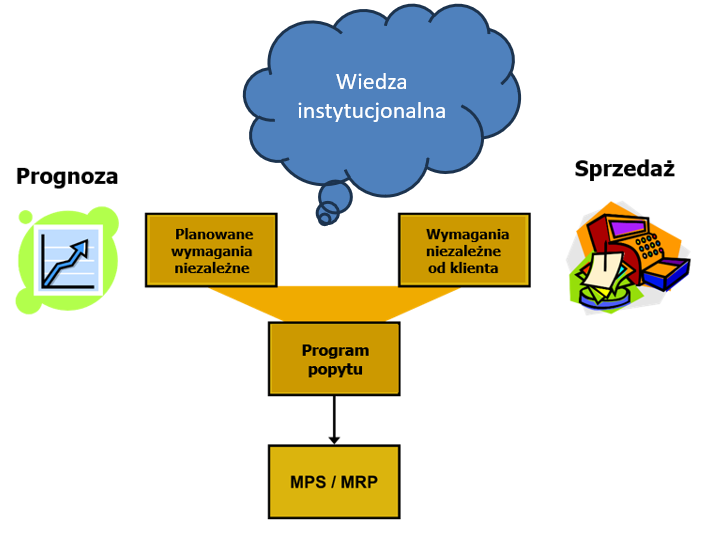 Wiedza
instytucjonalna
Prognoza
Sprzedaż
Planowane
wymagania
niezależne
Wymagania
niezależne
od klienta
Program
popytu
MPS / MRP